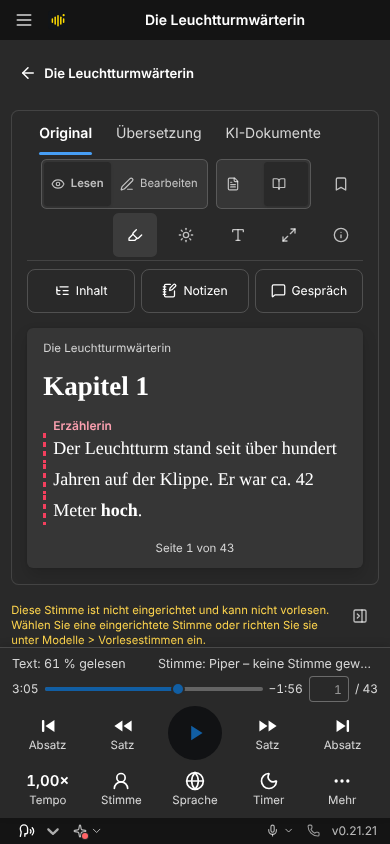 Die Leuchtturmwärterin
Die Leuchtturmwärterin
Original Übersetzung KI-Dokumente
Lesen Bearbeiten
Inhalt Notizen Gespräch
Die Leuchtturmwärterin
Kapitel 1
Erzählerin
Der Leuchtturm stand seit über hundert
Jahren auf der Klippe. Er war ca. 42
Meter hoch.
Seite 1 von 43
Diese Stimme ist nicht eingerichtet und kann nicht vorlesen.
Wählen Sie eine eingerichtete Stimme oder richten Sie sie
unter Modelle > Vorlesestimmen ein.
Text: 61 % gelesen Stimme: Piper – keine Stimme gew...
3:05 −1:56 1 / 43
Absatz Satz Satz Absatz
1,00×
Tempo Stimme Sprache Timer Mehr
v0.21.21